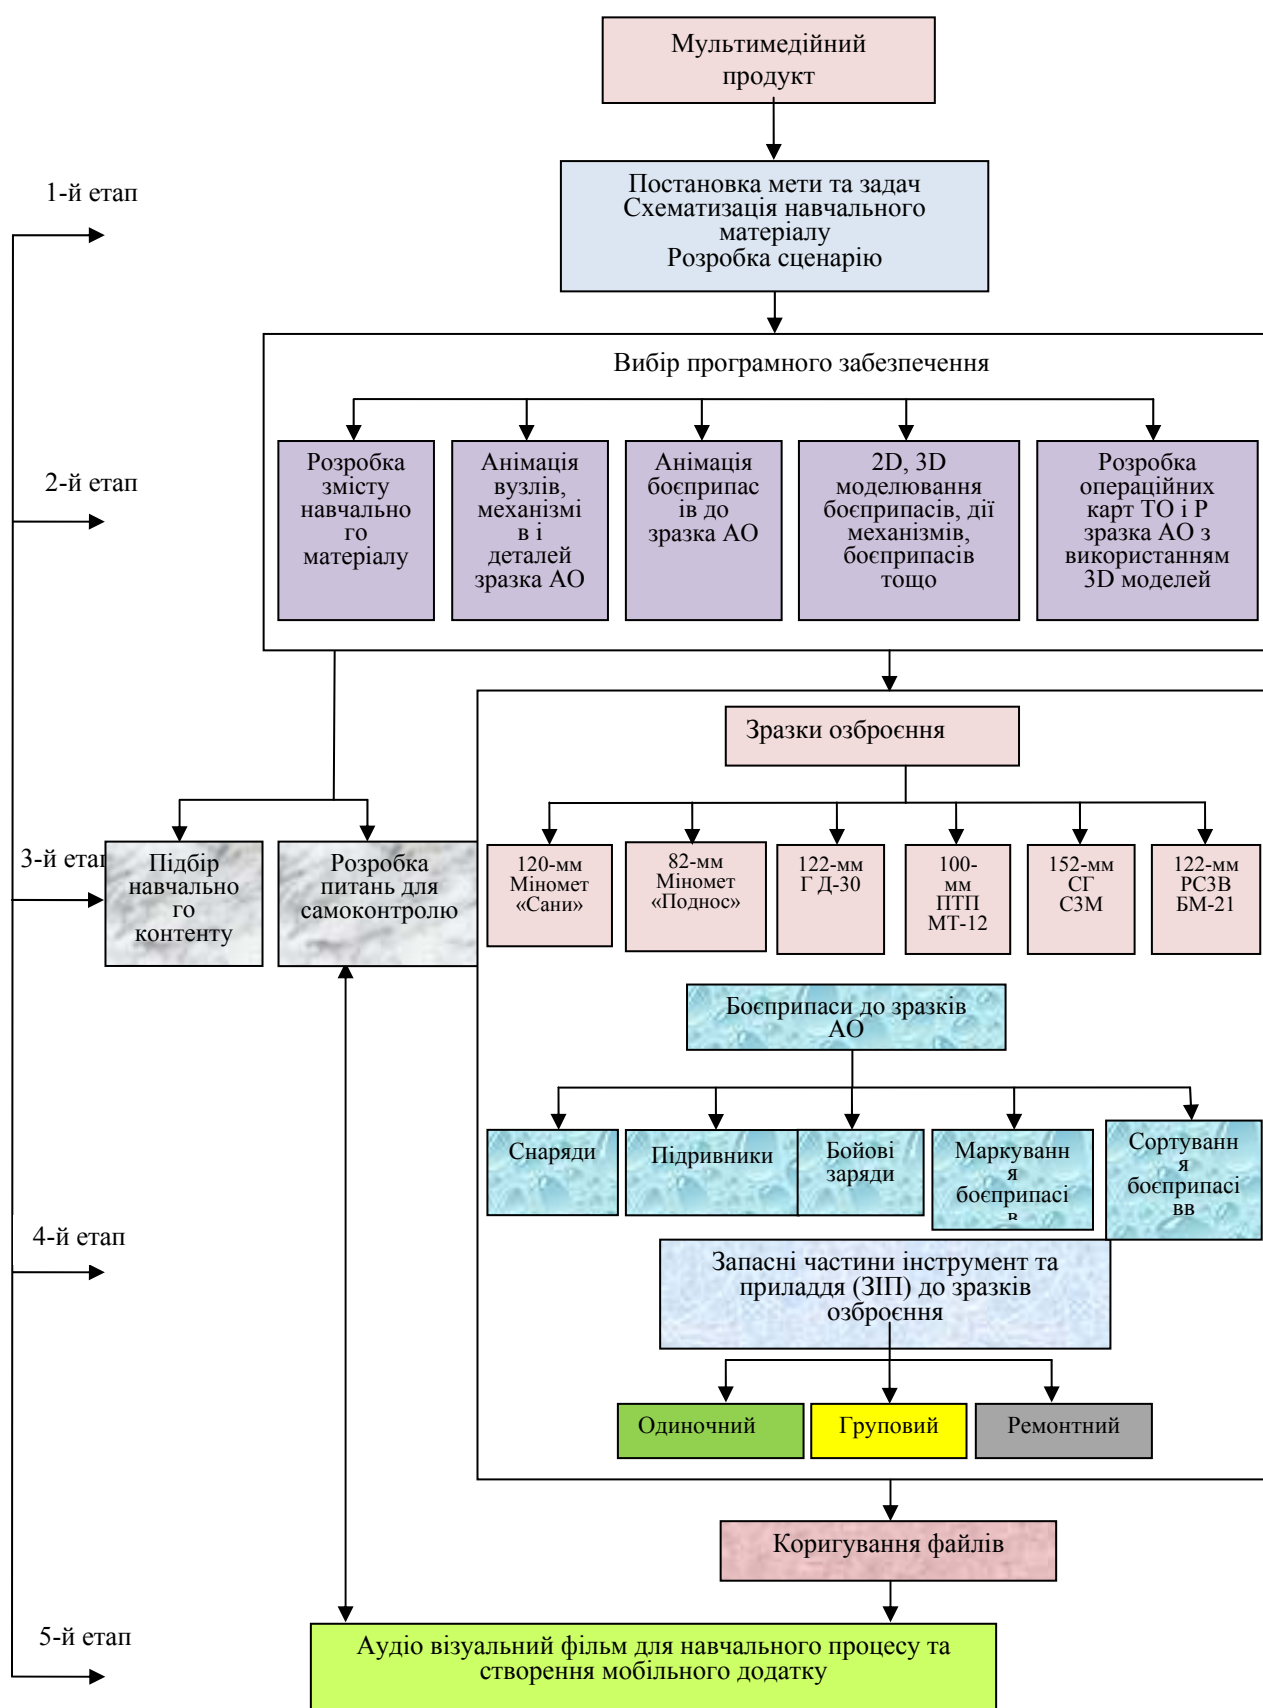 Мультимедійний
продукт
1-й етап
Постановка мети та задач
Схематизація навчального
матеріалу
Розробка сценарію
Вибір програмного забезпечення
2-й етап
Розробка
змісту
навчально
го
матеріалу
Анімація
вузлів,
механізмі
в і
деталей
зразка АО
Анімація
боєприпас
ів до
зразка АО
2D, 3D
моделювання
боєприпасів, дії
механізмів,
боєприпасів
тощо
Розробка
операційних
карт ТО і Р
зразка АО з
використанням
3D моделей
Зразки озброєння
3-й етап
Підбір
навчально
го
контенту
Розробка
питань для
самоконтролю
120-мм
Міномет
«Сани»
82-мм
Міномет
«Поднос»
122-мм
Г Д-30
100-
мм
ПТП
МТ-12
152-мм
СГ
С3М
122-мм
РСЗВ
БМ-21
Боєприпаси до зразків
АО
Снаряди
Підривники
Бойові
заряди
Маркуванн
я
боєприпасі
в
Сортуванн
я
боєприпасі
вв
4-й етап
Запасні частини інструмент та
приладдя (ЗІП) до зразків
озброєння
Одиночний
Груповий
Ремонтний
Коригування файлів
5-й етап
Аудіо візуальний фільм для навчального процесу та
створення мобільного додатку